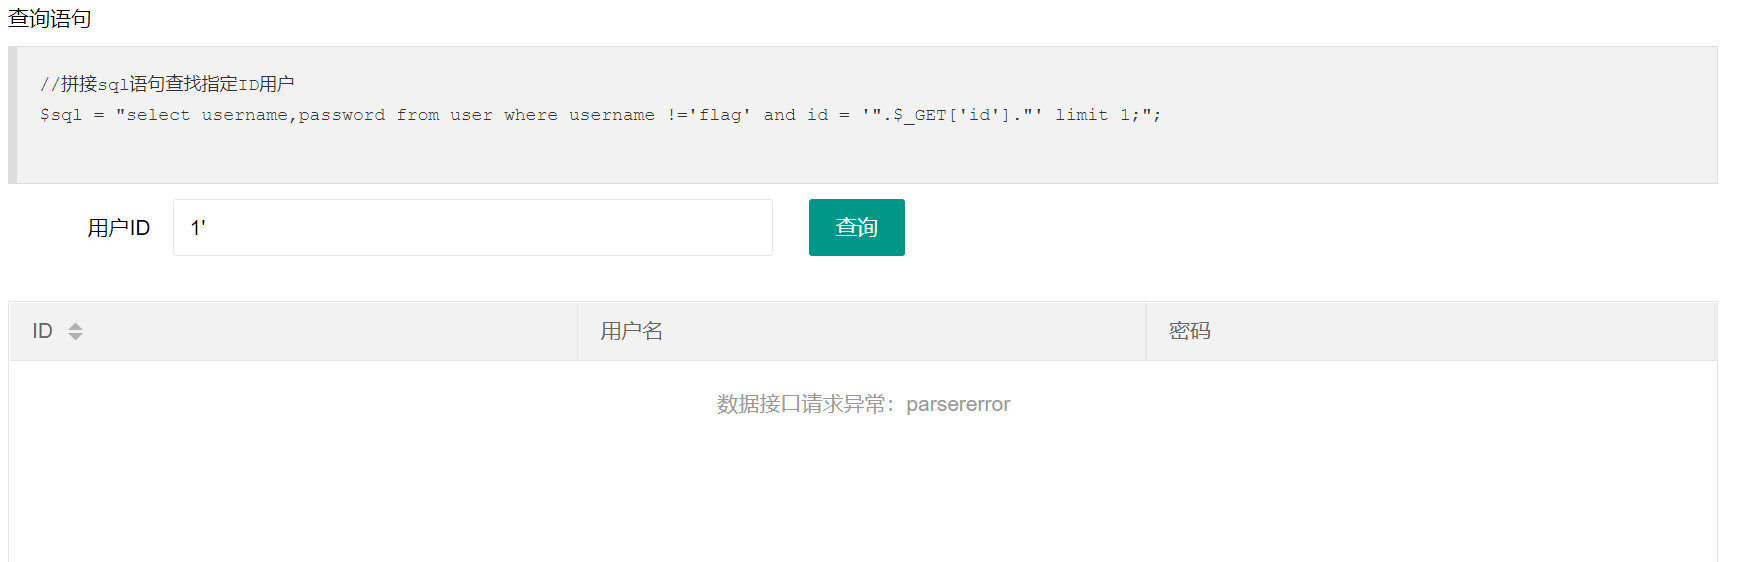 查询语句
//拼接sql语句查找指定ID用户
$sql = "select username,password from user where username !='flag' and id = '".$_GET['id']."' limit 1;";
用户ID 1' 查询
ID 用户名 密码
数据接口请求异常：parsererror